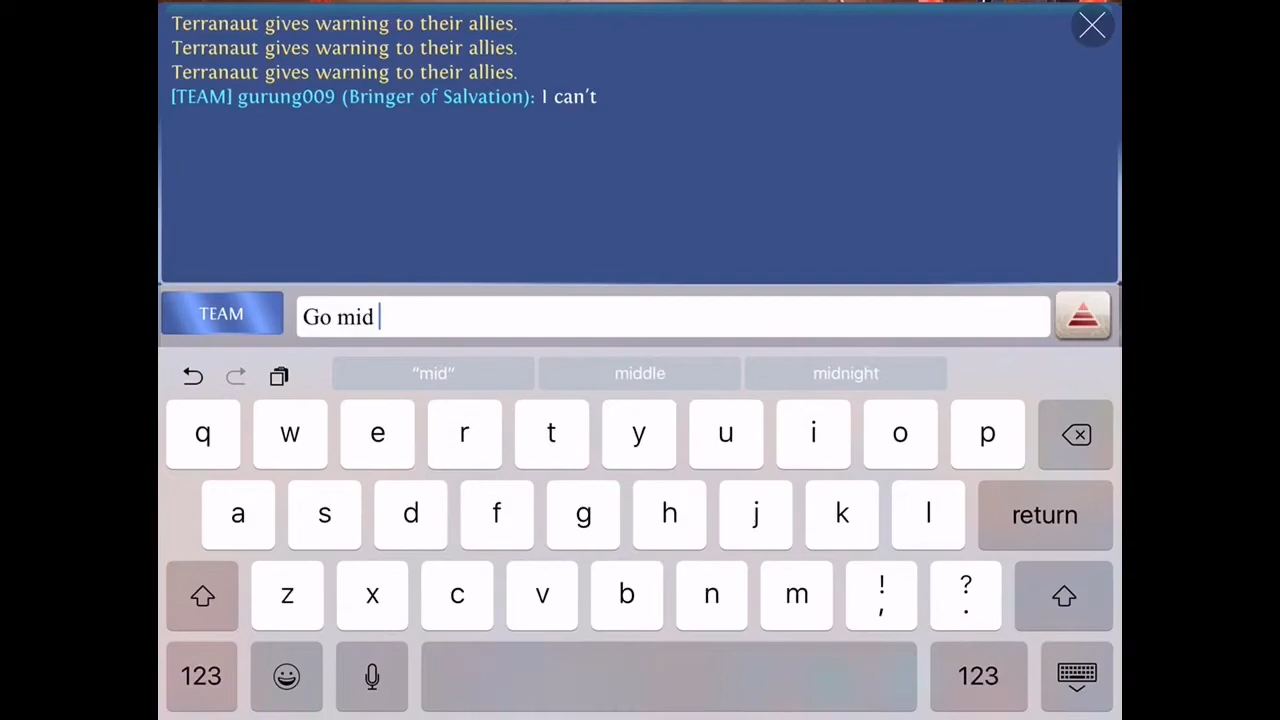 Terranaut gives warning to their allies.
Terranaut gives warning to their allies.
Terranaut gives warning to their allies.
[TEAM] gurung009 (Bringer of Salvation): I can't
TEAM
Go mid
"mid" middle midnight
q w e r t y u i o p
a s d f g h j k l return
z x c v b n m ! , ? .
123 123